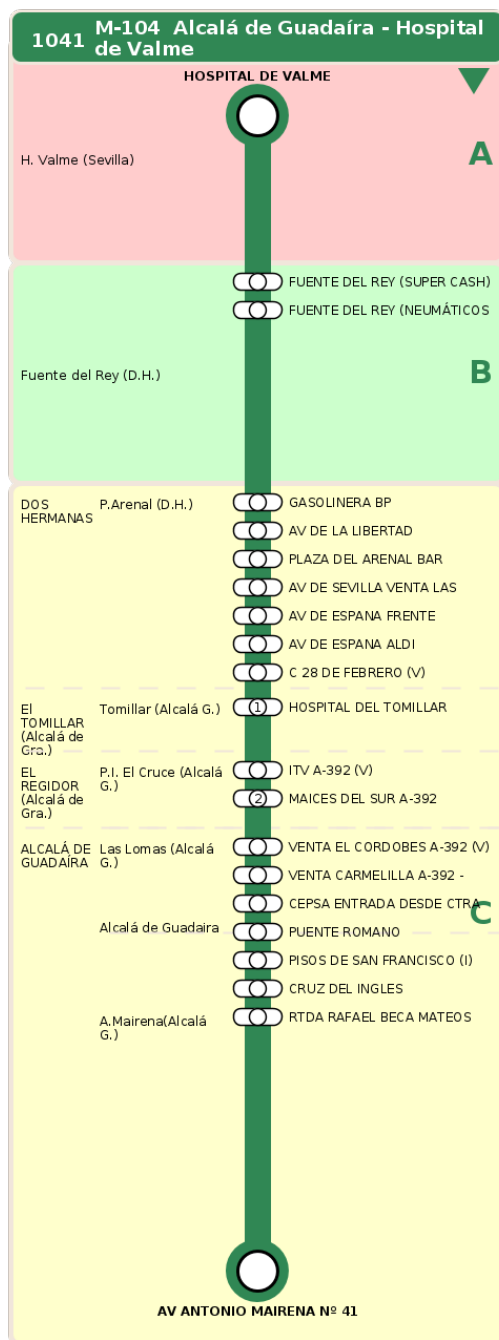 1041 M-104 Alcalá de Guadaíra - Hospital
de Valme
HOSPITAL DE VALME
H. Valme (Sevilla)
A
FUENTE DEL REY (SUPER CASH)
FUENTE DEL REY (NEUMÁTICOS
Fuente del Rey (D.H.)
B
DOS
HERMANAS
P.Arenal (D.H.)
GASOLINERA BP
AV DE LA LIBERTAD
PLAZA DEL ARENAL BAR
AV DE SEVILLA VENTA LAS
AV DE ESPANA FRENTE
AV DE ESPANA ALDI
C 28 DE FEBRERO (V)
El
TOMILLAR
(Alcalá de
Gra.)
Tomillar (Alcalá G.)
1
HOSPITAL DEL TOMILLAR
EL
REGIDOR
(Alcalá de
Gra.)
P.I. El Cruce (Alcalá
G.)
ITV A-392 (V)
2
MAICES DEL SUR A-392
ALCALÁ DE
GUADAÍRA
Las Lomas (Alcalá
G.)
VENTA EL CORDOBES A-392 (V)
VENTA CARMELILLA A-392 -
CEPSA ENTRADA DESDE CTRA
C
Alcalá de Guadaira
PUENTE ROMANO
PISOS DE SAN FRANCISCO (I)
CRUZ DEL INGLES
A.Mairena(Alcalá
G.)
RTDA RAFAEL BECA MATEOS
AV ANTONIO MAIRENA Nº 41